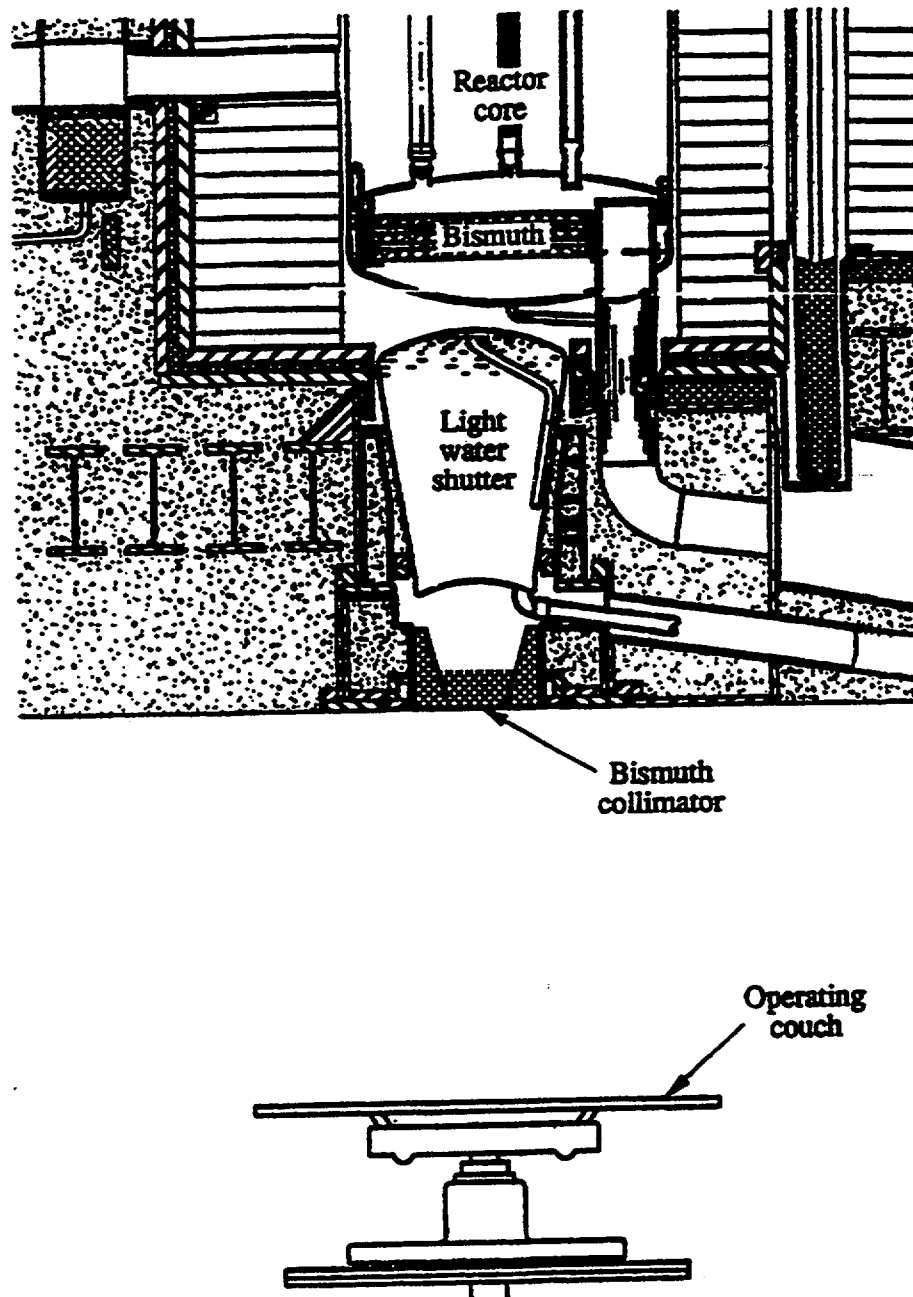 Reactor
core
Bismuth
Light
water
shutter
Bismuth
collimator
Operating
couch